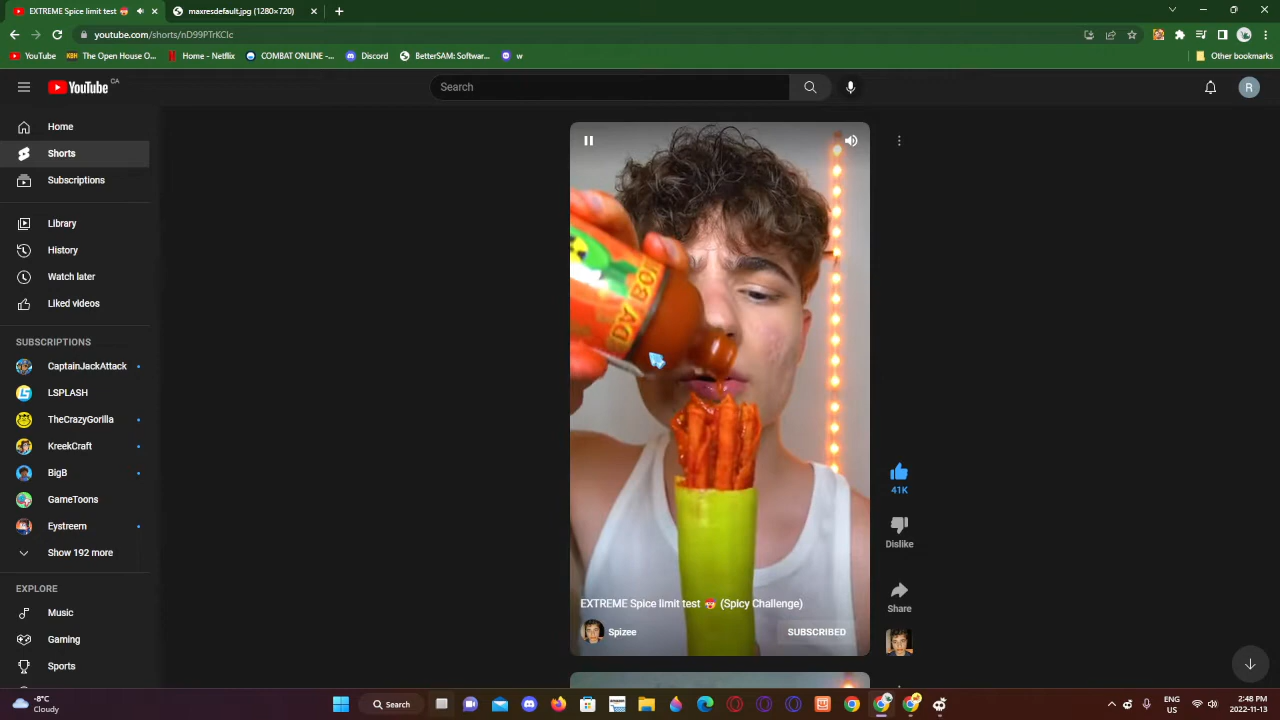 EXTREME Spice limit test
maxresdefault.jpg (1280×720)
youtube.com/shorts/nD99PTrKCIc
YouTube
The Open House O...
Home - Netflix
COMBAT ONLINE -...
Discord
BetterSAM: Softwar...
w
Other bookmarks
YouTube CA
Search
R
Home
Shorts
Subscriptions
Library
History
Watch later
Liked videos
SUBSCRIPTIONS
CaptainJackAttack
LSPLASH
TheCrazyGorilla
KreekCraft
BigB
GameToons
Eystreem
Show 192 more
EXPLORE
Music
Gaming
Sports
41K
Dislike
Share
EXTREME Spice limit test (Spicy Challenge)
Spizee
SUBSCRIBED
-8°C
Cloudy
Search
ENG
US
2:48 PM
2022-11-13